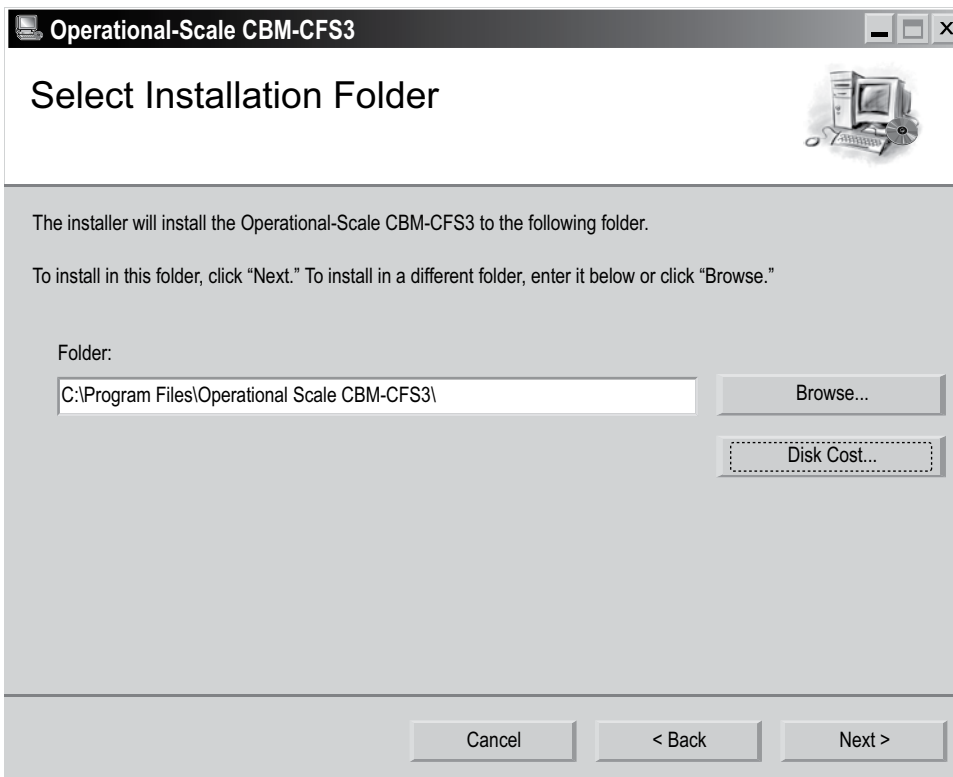 Operational-Scale CBM-CFS3
Select Installation Folder
The installer will install the Operational-Scale CBM-CFS3 to the following folder.
To install in this folder, click “Next.” To install in a different folder, enter it below or click “Browse.”
Folder:
C:\Program Files\Operational Scale CBM-CFS3\
Browse...
Disk Cost...
Cancel
< Back
Next >